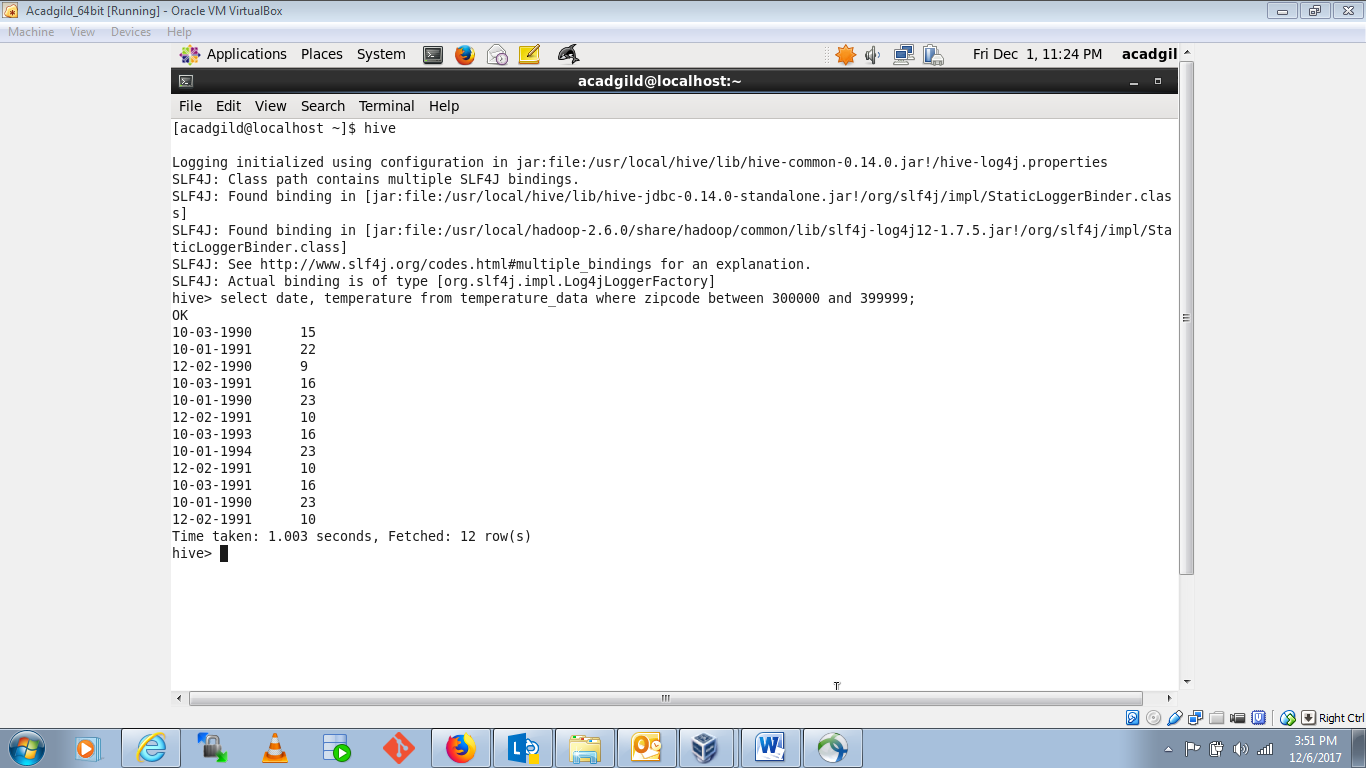 Acadgild_64bit [Running] - Oracle VM VirtualBox
Machine View Devices Help
Applications Places System Fri Dec 1, 11:24 PM acadgil
acadgild@localhost:~
File Edit View Search Terminal Help
[acadgild@localhost ~]$ hive
Logging initialized using configuration in jar:file:/usr/local/hive/lib/hive-common-0.14.0.jar!/hive-log4j.properties
SLF4J: Class path contains multiple SLF4J bindings.
SLF4J: Found binding in [jar:file:/usr/local/hive/lib/hive-jdbc-0.14.0-standalone.jar!/org/slf4j/impl/StaticLoggerBinder.clas
s]
SLF4J: Found binding in [jar:file:/usr/local/hadoop-2.6.0/share/hadoop/common/lib/slf4j-log4j12-1.7.5.jar!/org/slf4j/impl/Sta
ticLoggerBinder.class]
SLF4J: See http://www.slf4j.org/codes.html#multiple_bindings for an explanation.
SLF4J: Actual binding is of type [org.slf4j.impl.Log4jLoggerFactory]
hive> select date, temperature from temperature_data where zipcode between 300000 and 399999;
OK
10-03-1990 15
10-01-1991 22
12-02-1990 9
10-03-1991 16
10-01-1990 23
12-02-1991 10
10-03-1993 16
10-01-1994 23
12-02-1991 10
10-03-1991 16
10-01-1990 23
12-02-1991 10
Time taken: 1.003 seconds, Fetched: 12 row(s)
hive>
Right Ctrl
3:51 PM
12/6/2017